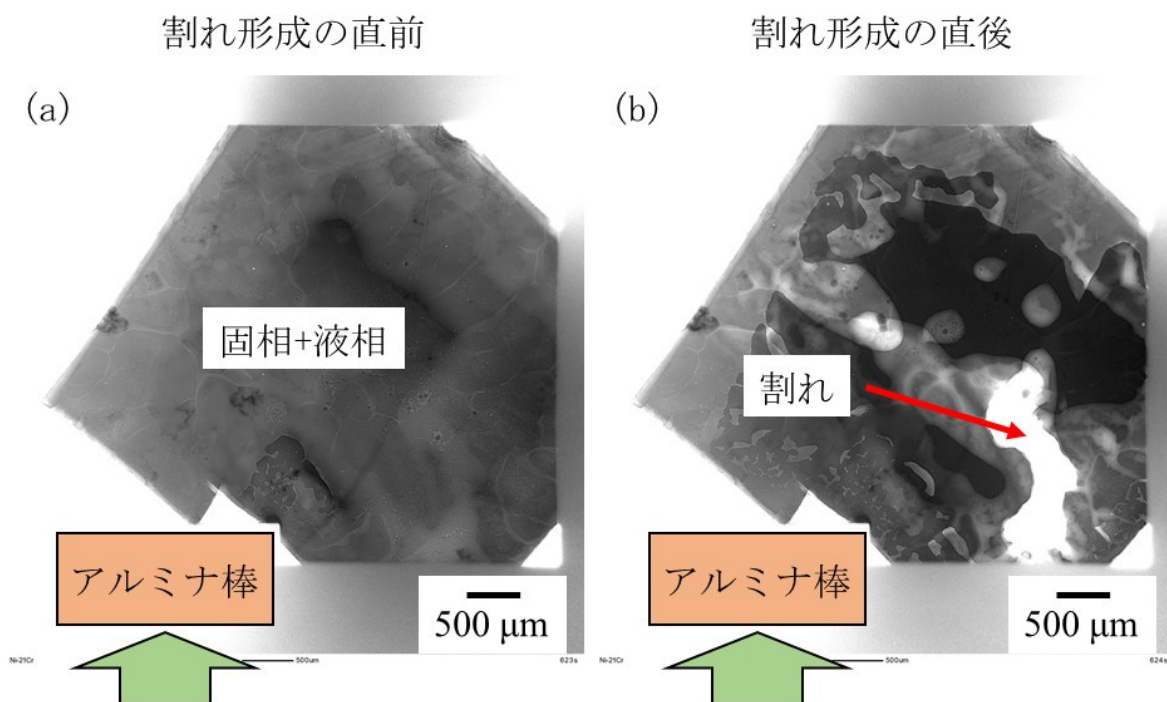 割れ形成の直前
割れ形成の直後
(a)
固相+液相
アルミナ棒
500 μm
Ni-21Cr
500um
623s
(b)
割れ
アルミナ棒
500 μm
Ni-21Cr
500um
624s